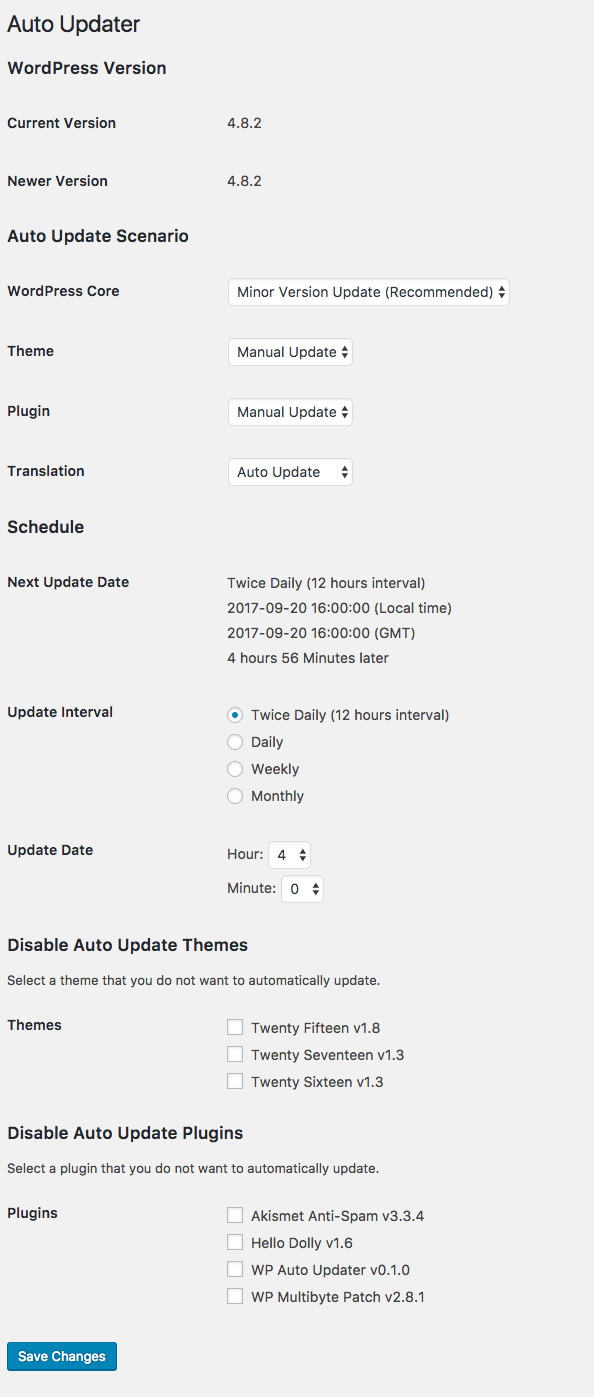 Auto Updater
WordPress Version
Current Version 4.8.2
Newer Version 4.8.2
Auto Update Scenario
WordPress Core Minor Version Update (Recommended)
Theme Manual Update
Plugin Manual Update
Translation Auto Update
Schedule
Next Update Date Twice Daily (12 hours interval)
2017-09-20 16:00:00 (Local time)
2017-09-20 16:00:00 (GMT)
4 hours 56 Minutes later
Update Interval Twice Daily (12 hours interval)
Daily
Weekly
Monthly
Update Date Hour: 4
Minute: 0
Disable Auto Update Themes
Select a theme that you do not want to automatically update.
Themes Twenty Fifteen v1.8
Twenty Seventeen v1.3
Twenty Sixteen v1.3
Disable Auto Update Plugins
Select a plugin that you do not want to automatically update.
Plugins Akismet Anti-Spam v3.3.4
Hello Dolly v1.6
WP Auto Updater v0.1.0
WP Multibyte Patch v2.8.1
Save Changes